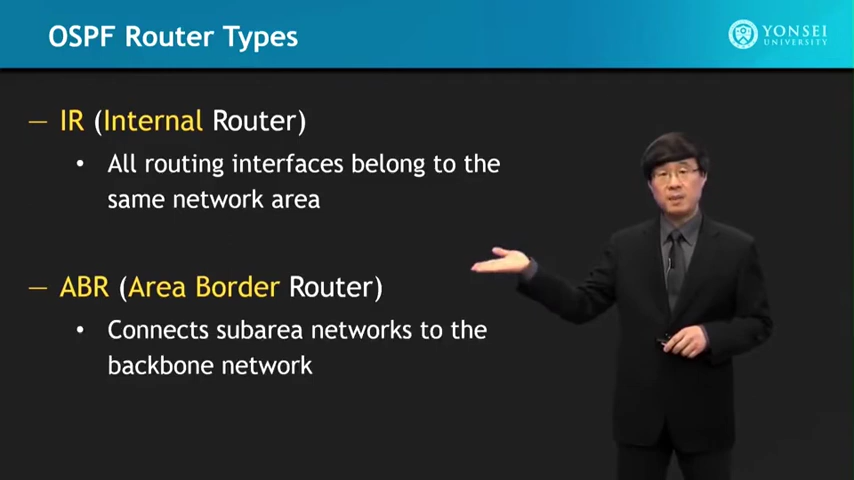 OSPF Router Types
YONSEI
UNIVERSITY
— IR (Internal Router)
• All routing interfaces belong to the
same network area
— ABR (Area Border Router)
• Connects subarea networks to the
backbone network